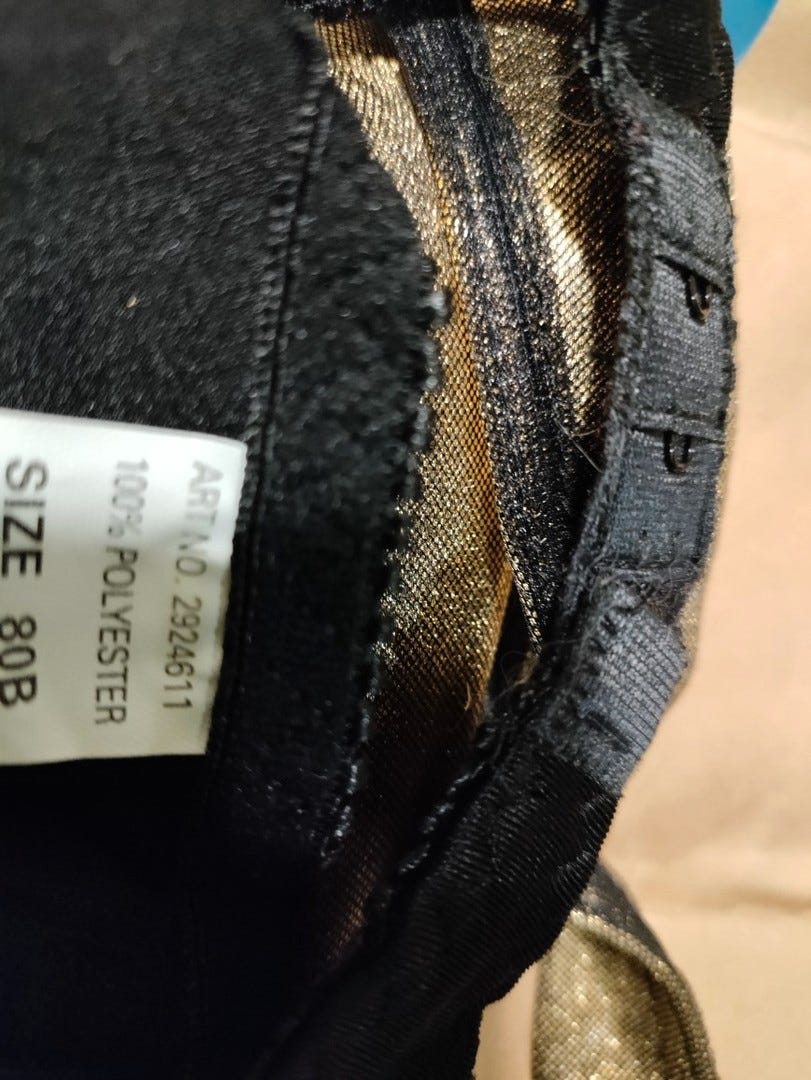 ART.NO. 2924611
100% POLYESTER
SIZE 80B